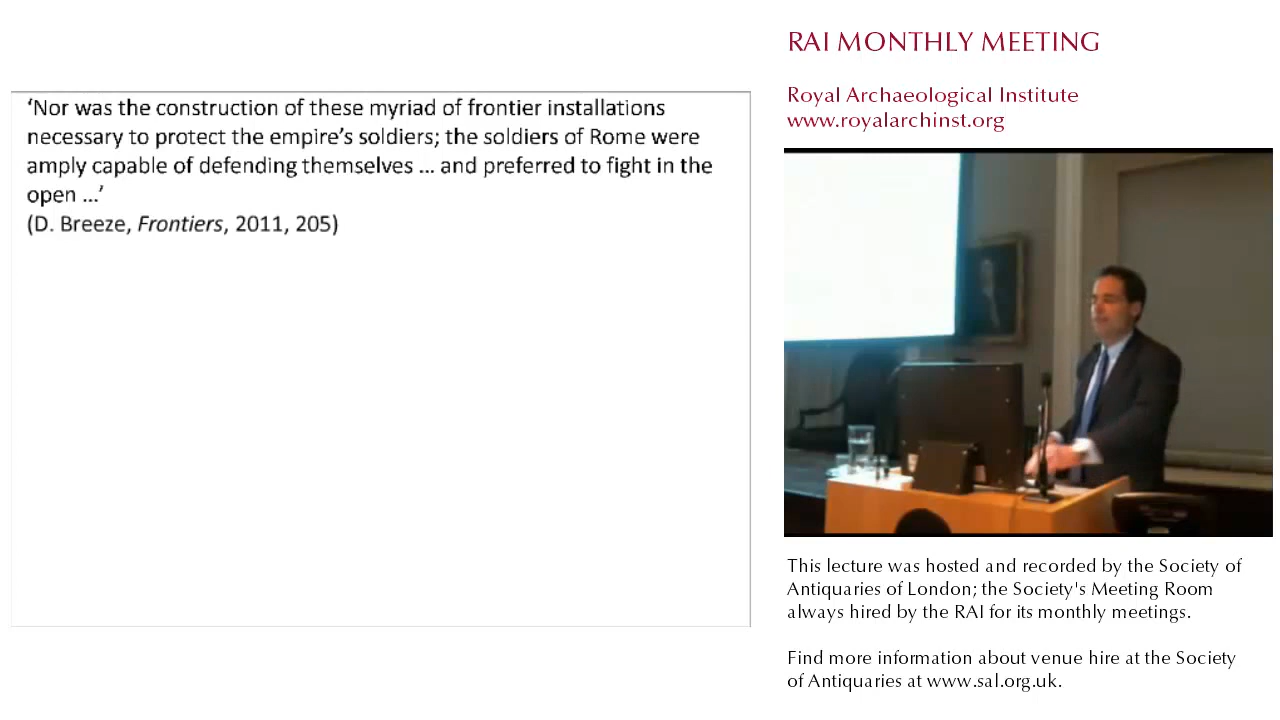 ‘Nor was the construction of these myriad of frontier installations
necessary to protect the empire’s soldiers; the soldiers of Rome were
amply capable of defending themselves ... and preferred to fight in the
open ...’
(D. Breeze, Frontiers, 2011, 205)
RAI MONTHLY MEETING
Royal Archaeological Institute
www.royalarchinst.org
This lecture was hosted and recorded by the Society of
Antiquaries of London; the Society's Meeting Room
always hired by the RAI for its monthly meetings.
Find more information about venue hire at the Society
of Antiquaries at www.sal.org.uk.